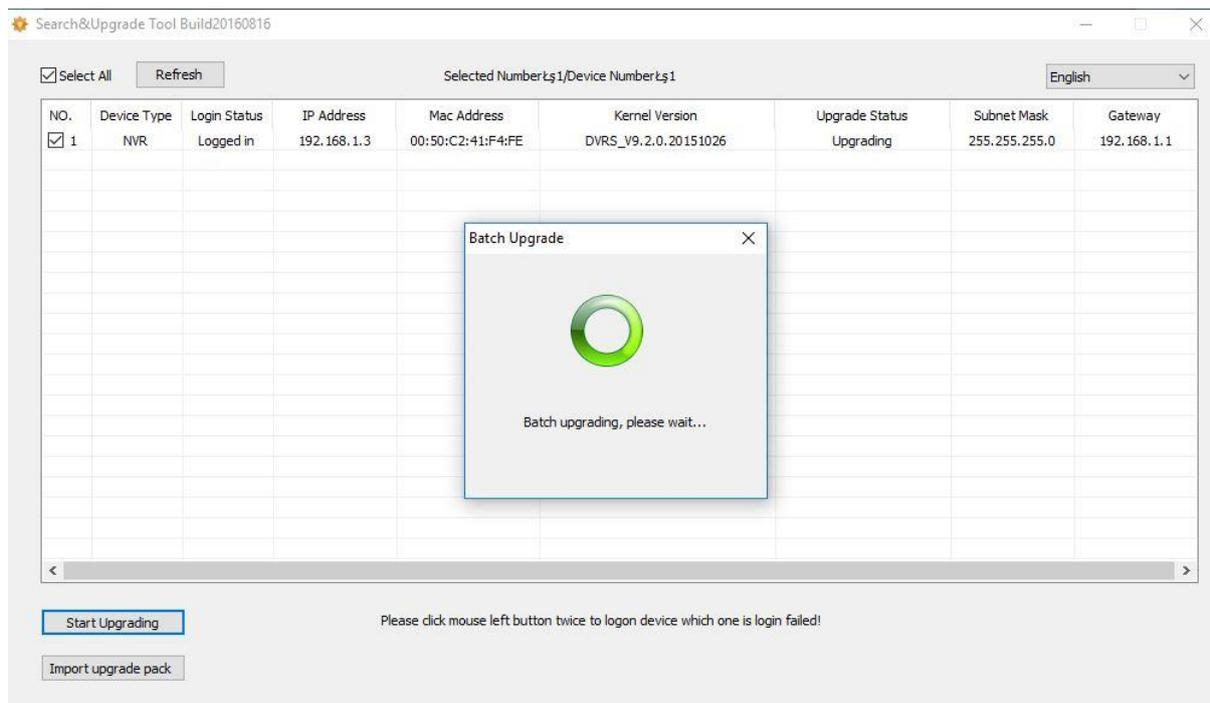 Search&Upgrade Tool Build20160816
Select All Refresh Selected NumberŁş1/Device NumberŁş1 English
NO. Device Type Login Status IP Address Mac Address Kernel Version Upgrade Status Subnet Mask Gateway
1 NVR Logged in 192.168.1.3 00:50:C2:41:F4:FE DVRS_V9.2.0.20151026 Upgrading 255.255.255.0 192.168.1.1
Batch Upgrade
Batch upgrading, please wait...
Start Upgrading Please click mouse left button twice to logon device which one is login failed!
Import upgrade pack